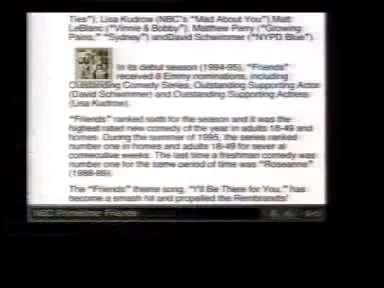 Ties"), Lisa Kudrow (NBC's "Mad About You"),Matt
LeBlanc ("Vinnie & Bobby"), Matthew Perry ("Growing
Pains," "Sydney") andDavid Schwimmer ("NYPD Blue").
In its debut season (1994-95), "Friends"
received 8 Emmy nominations, including
Outstanding Comedy Series, Outstanding Supporting Actor
(David Schwimmer) and Outstanding Supporting Actress
(Lisa Kudrow).
"Friends" ranked sixth for the season and it was the
highest rated new comedy of the year in adults 18-49 and
homes. During the summer of 1995, the series ranked
number one in homes and adults 18-49 for sever al
consecutive weeks. The last time a freshman comedy was
number one for the same period of time was "Roseanne"
(1988-89).
The "Friends" theme song, "I'll Be There for You," has
become a smash hit and propelled the Rembrandts'
NBC Primetime: Friends